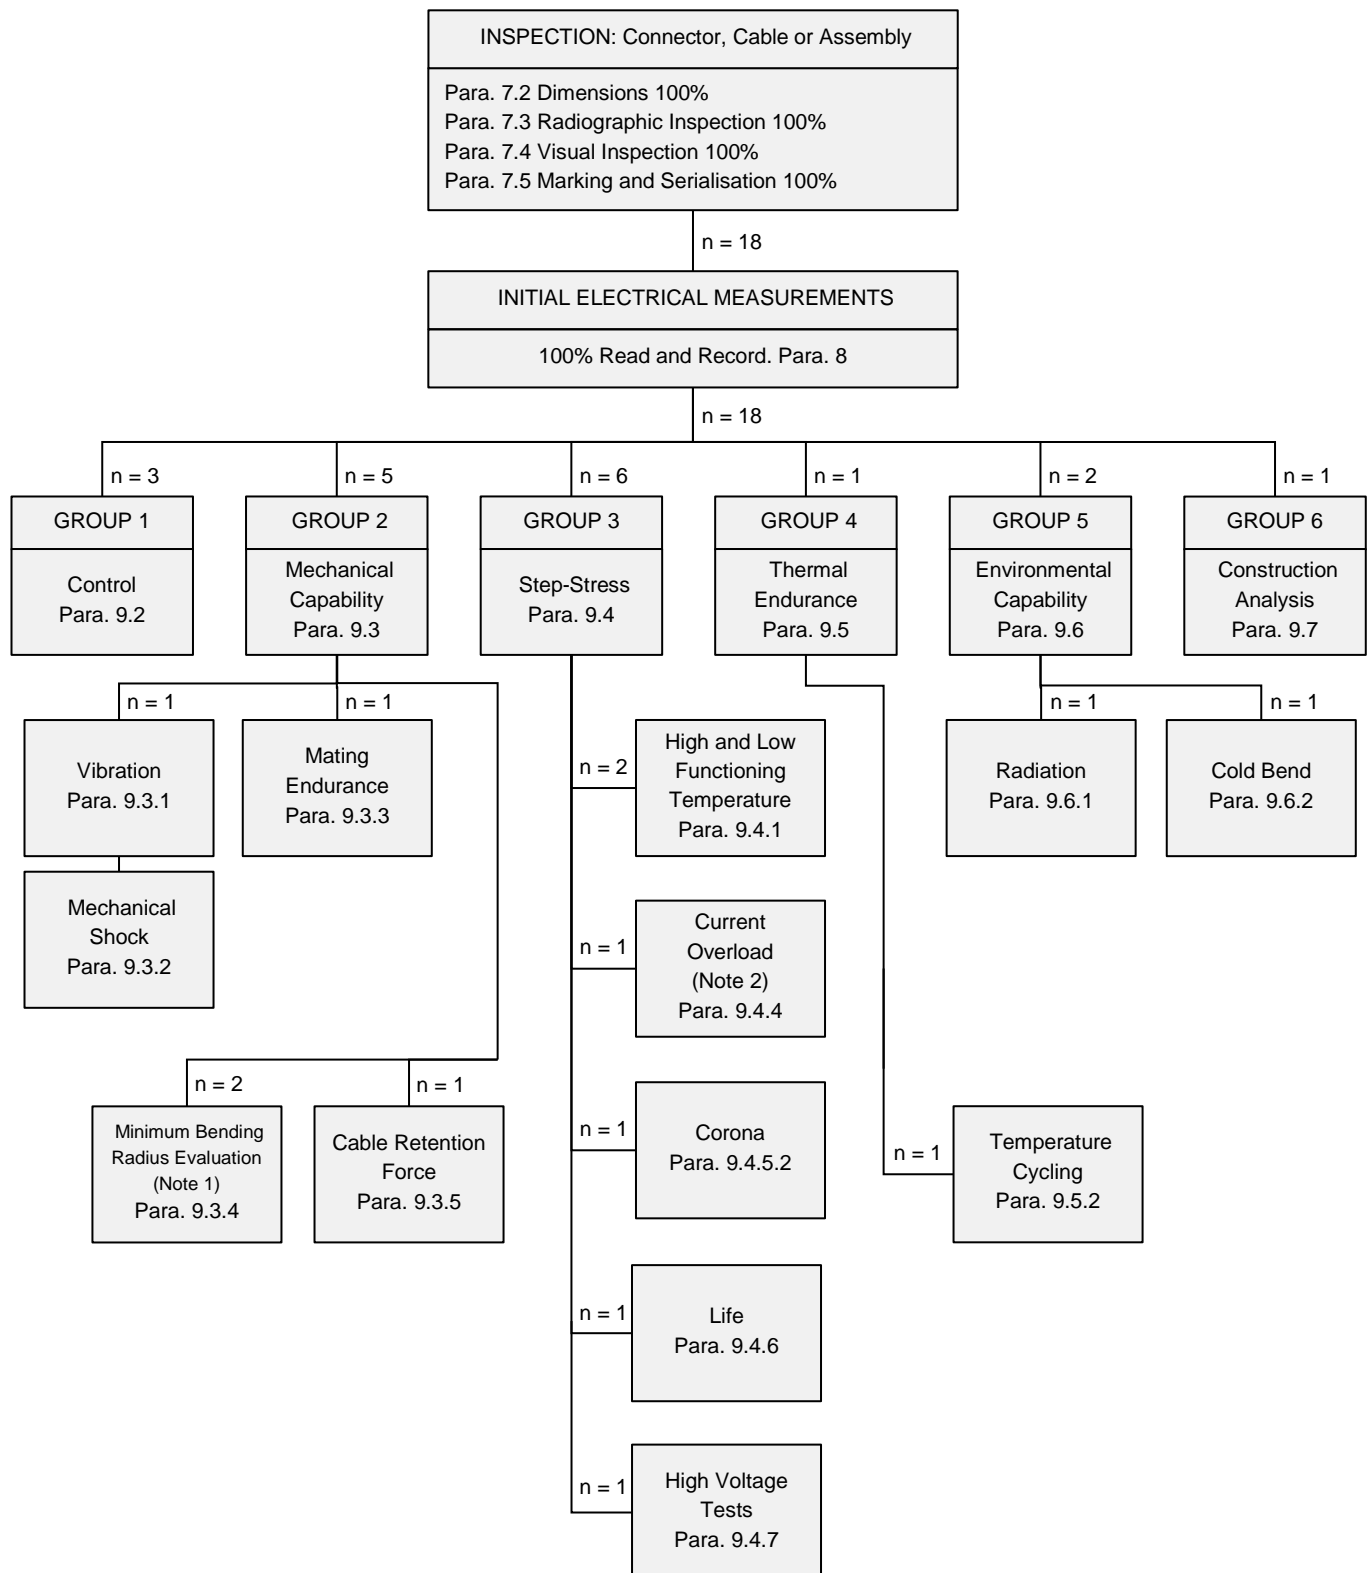 INSPECTION: Connector, Cable or Assembly
Para. 7.2 Dimensions 100%
Para. 7.3 Radiographic Inspection 100%
Para. 7.4 Visual Inspection 100%
Para. 7.5 Marking and Serialisation 100%
n = 18
INITIAL ELECTRICAL MEASUREMENTS
100% Read and Record. Para. 8
n = 18
n = 3
GROUP 1
Control
Para. 9.2
n = 5
GROUP 2
Mechanical
Capability
Para. 9.3
n = 6
GROUP 3
Step-Stress
Para. 9.4
n = 1
GROUP 4
Thermal
Endurance
Para. 9.5
n = 2
GROUP 5
Environmental
Capability
Para. 9.6
n = 1
GROUP 6
Construction
Analysis
Para. 9.7
n = 1
Vibration
Para. 9.3.1
Mechanical
Shock
Para. 9.3.2
n = 1
Mating
Endurance
Para. 9.3.3
n = 2
Minimum Bending
Radius Evaluation
(Note 1)
Para. 9.3.4
n = 1
Cable Retention
Force
Para. 9.3.5
n = 2
High and Low
Functioning
Temperature
Para. 9.4.1
n = 1
Current
Overload
(Note 2)
Para. 9.4.4
n = 1
Corona
Para. 9.4.5.2
n = 1
Life
Para. 9.4.6
n = 1
High Voltage
Tests
Para. 9.4.7
n = 1
Temperature
Cycling
Para. 9.5.2
n = 1
Radiation
Para. 9.6.1
n = 1
Cold Bend
Para. 9.6.2